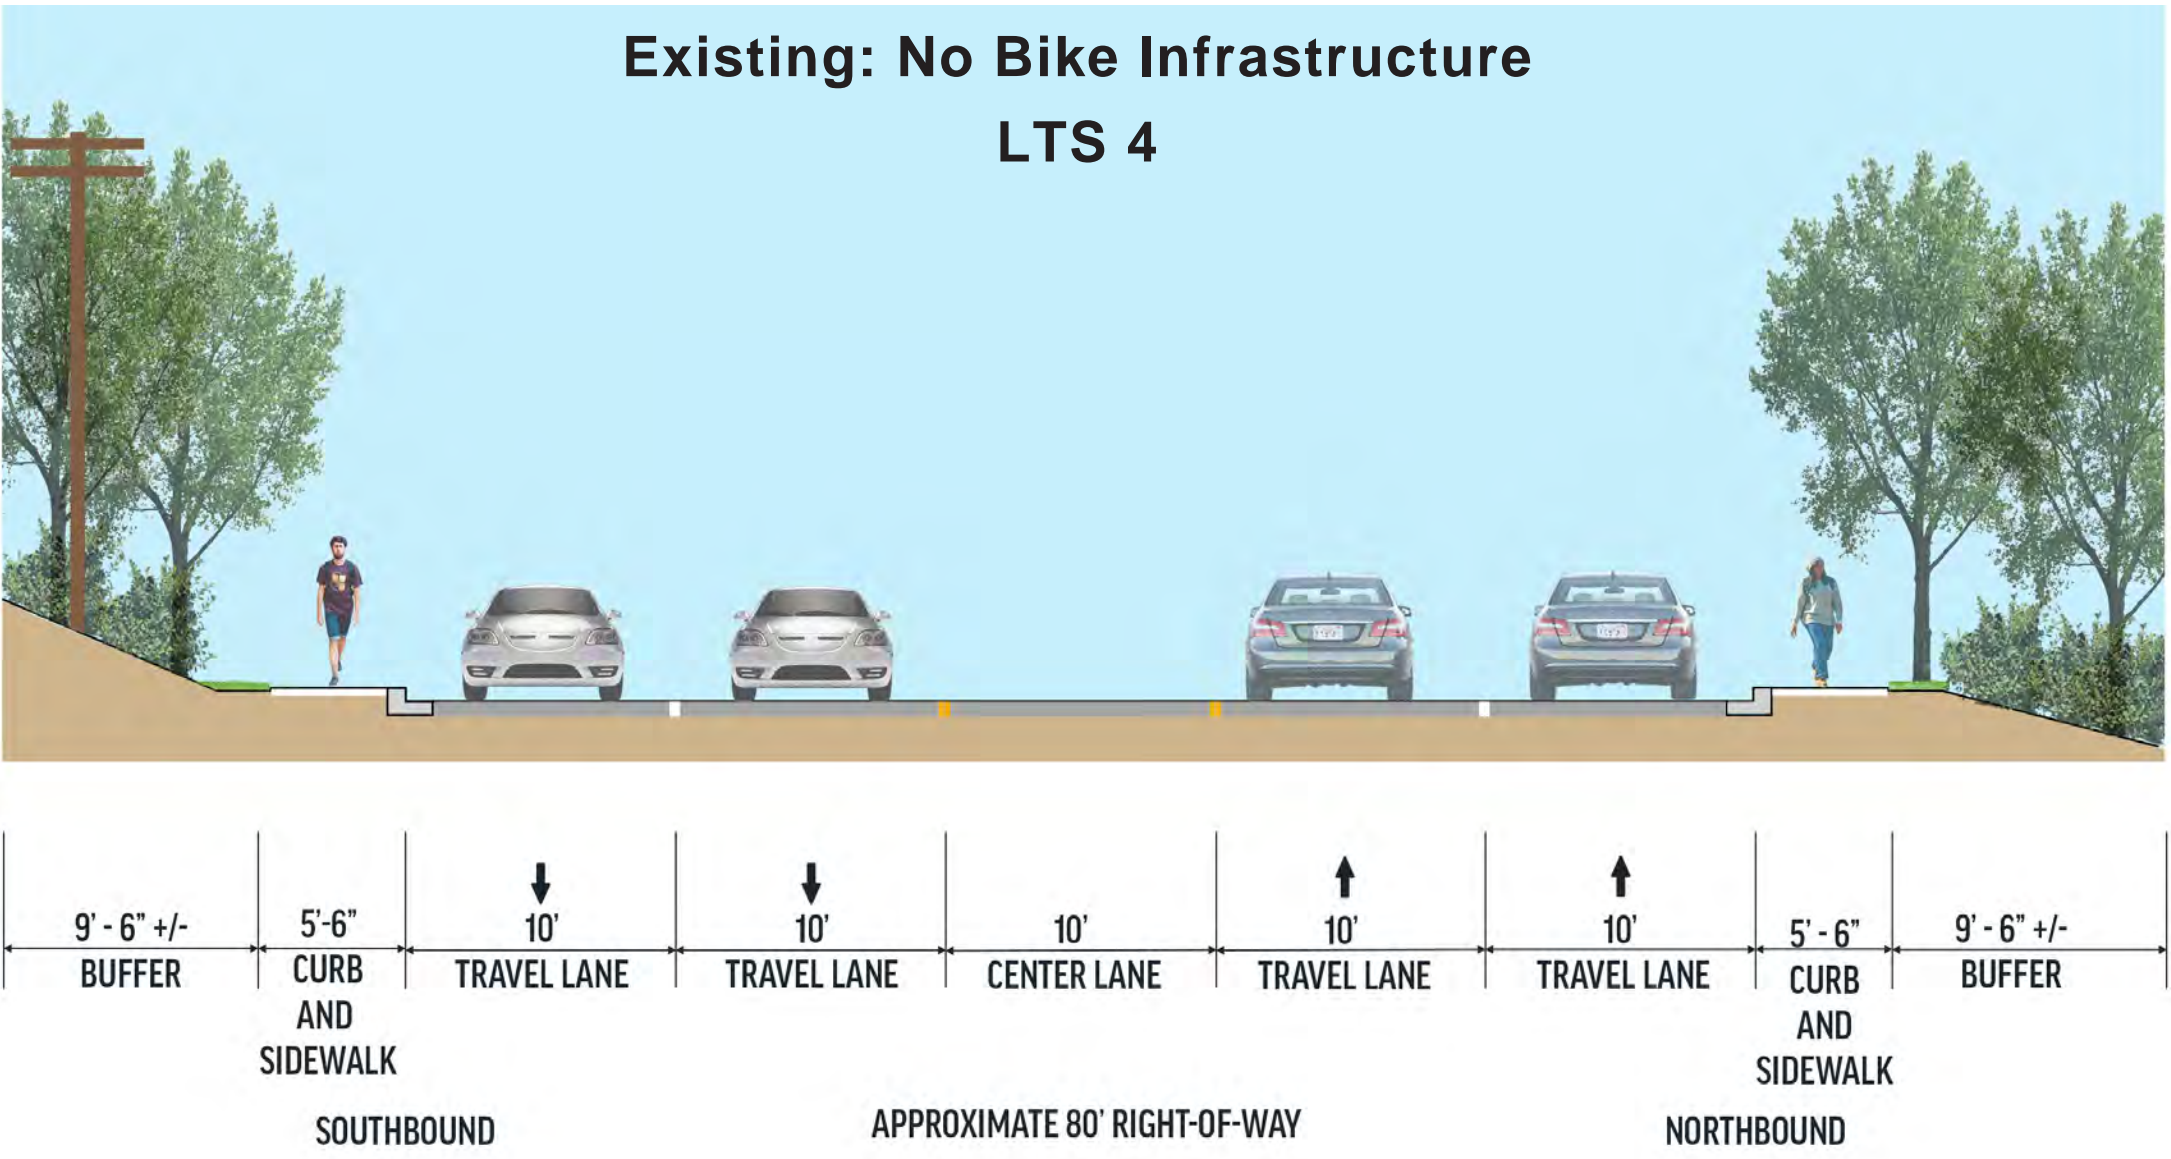 Existing: No Bike Infrastructure
LTS 4
9' - 6” +/-
BUFFER
5'-6”
CURB
AND
SIDEWALK
10’
TRAVEL LANE
10’
TRAVEL LANE
10’
CENTER LANE
10’
TRAVEL LANE
10’
TRAVEL LANE
5' - 6”
CURB
AND
SIDEWALK
9' - 6” +/-
BUFFER
SOUTHBOUND
APPROXIMATE 80’ RIGHT-OF-WAY
NORTHBOUND